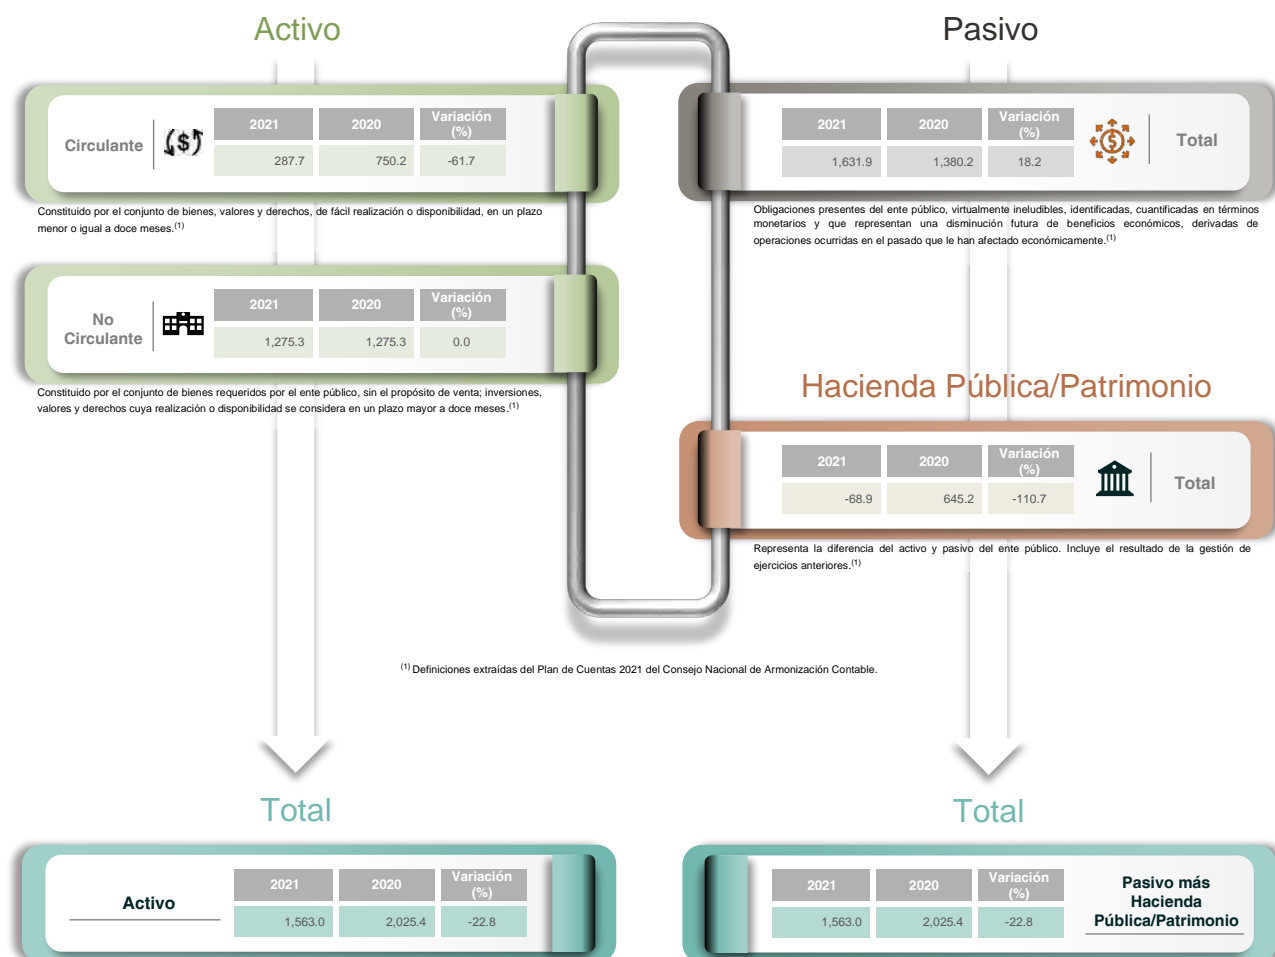 Activo
Circulante
2021 2020 Variación
(%)
287.7 750.2 -61.7
Constituido por el conjunto de bienes, valores y derechos, de fácil realización o disponibilidad, en un plazo
menor o igual a doce meses.(1)
No
Circulante
2021 2020 Variación
(%)
1,275.3 1,275.3 0.0
Constituido por el conjunto de bienes requeridos por el ente público, sin el propósito de venta; inversiones,
valores y derechos cuya realización o disponibilidad se considera en un plazo mayor a doce meses.(1)
Pasivo
2021 2020 Variación
(%)
1,631.9 1,380.2 18.2
Total
Obligaciones presentes del ente público, virtualmente ineludibles, identificadas, cuantificadas en términos
monetarios y que representan una disminución futura de beneficios económicos, derivadas de
operaciones ocurridas en el pasado que le han afectado económicamente.(1)
Hacienda Pública/Patrimonio
2021 2020 Variación
(%)
-68.9 645.2 -110.7
Total
Representa la diferencia del activo y pasivo del ente público. Incluye el resultado de la gestión de
ejercicios anteriores.(1)
(1) Definiciones extraídas del Plan de Cuentas 2021 del Consejo Nacional de Armonización Contable.
Total
Activo
2021 2020 Variación
(%)
1,563.0 2,025.4 -22.8
Total
2021 2020 Variación
(%)
1,563.0 2,025.4 -22.8
Pasivo más
Hacienda
Pública/Patrimonio